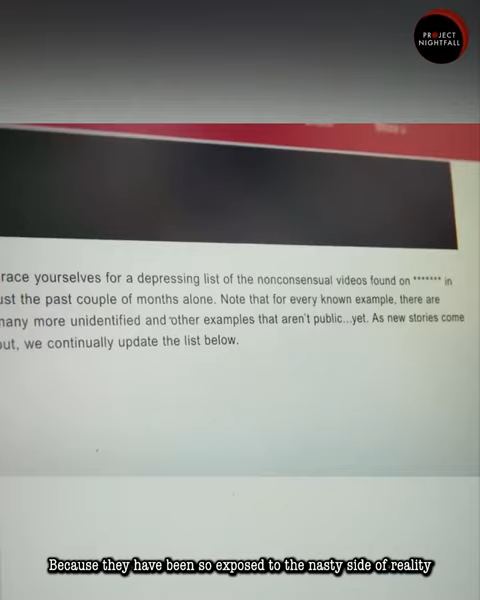 PROJECT
NIGHTFALL
race yourselves for a depressing list of the nonconsensual videos found on ******* in
ust the past couple of months alone. Note that for every known example, there are
many more unidentified and other examples that aren't public...yet. As new stories come
out, we continually update the list below.
Because they have been so exposed to the nasty side of reality